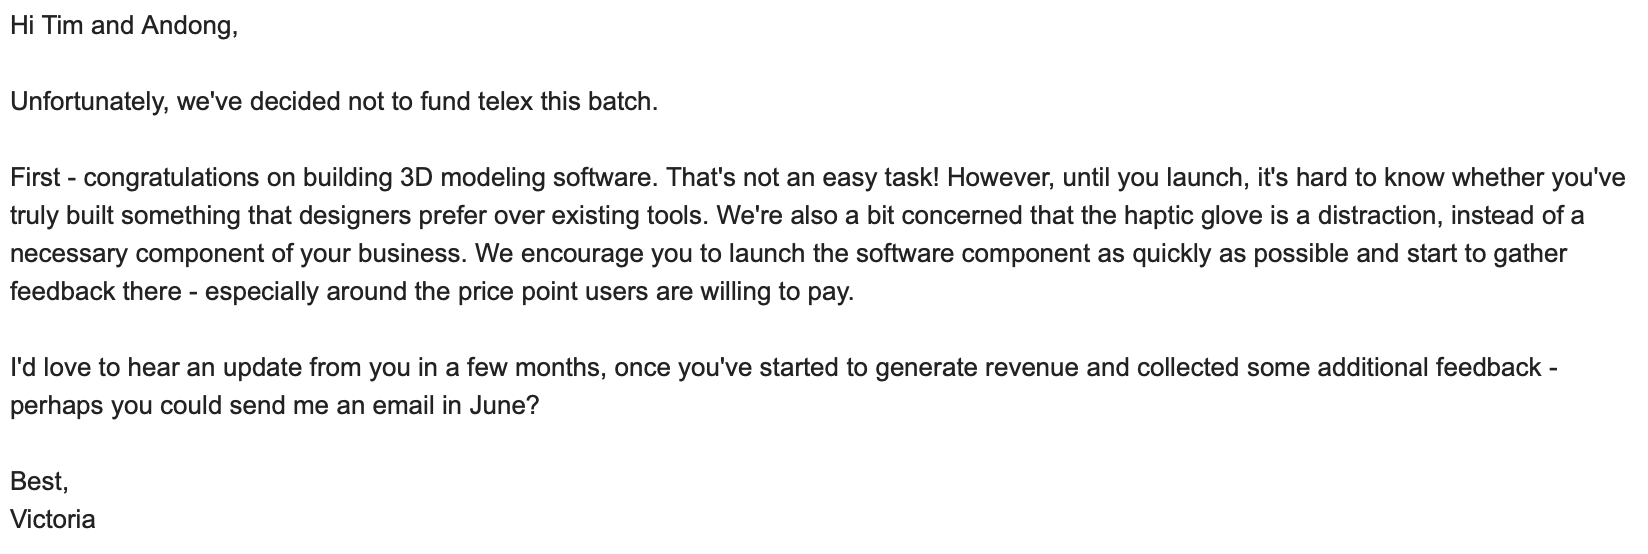 Hi Tim and Andong,
Unfortunately, we've decided not to fund telex this batch.
First - congratulations on building 3D modeling software. That's not an easy task! However, until you launch, it's hard to know whether you've
truly built something that designers prefer over existing tools. We're also a bit concerned that the haptic glove is a distraction, instead of a
necessary component of your business. We encourage you to launch the software component as quickly as possible and start to gather
feedback there - especially around the price point users are willing to pay.
I'd love to hear an update from you in a few months, once you've started to generate revenue and collected some additional feedback -
perhaps you could send me an email in June?
Best,
Victoria